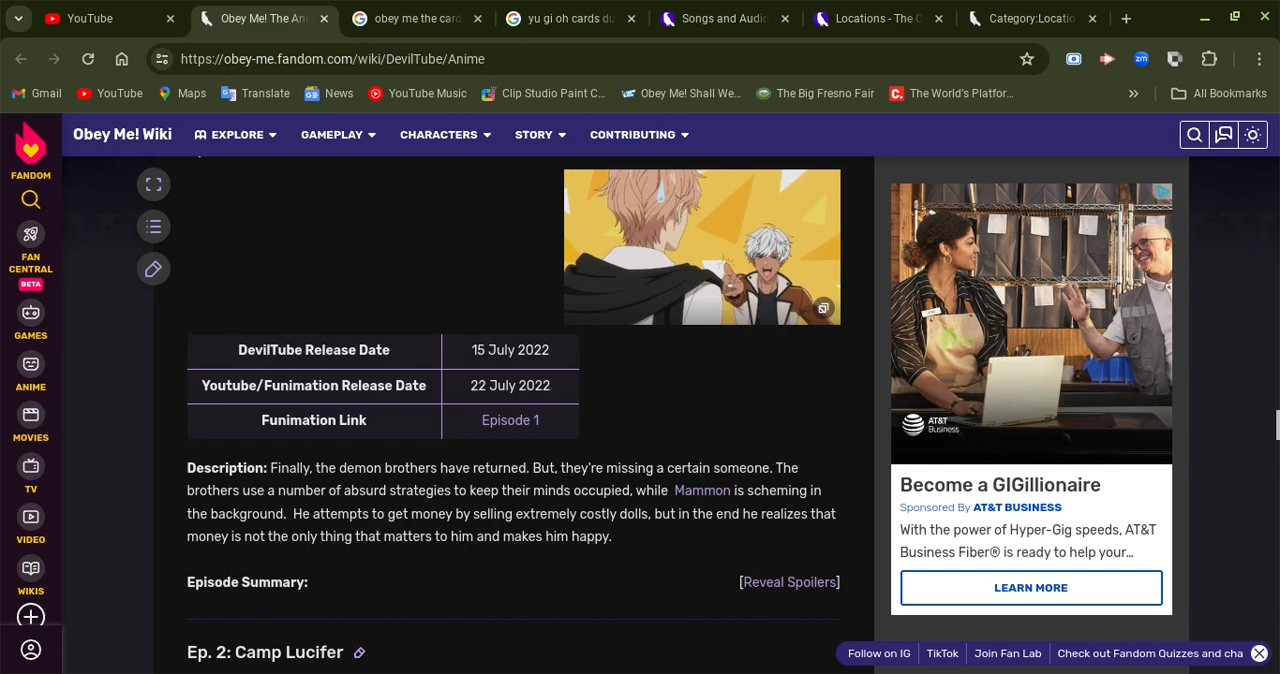 YouTube
Obey Me! The Ani
obey me the card
yu gi oh cards du
Songs and Audio
Locations - The O
Category:Locatio
https://obey-me.fandom.com/wiki/DevilTube/Anime
zm
Gmail
YouTube
Maps
Translate
News
YouTube Music
Clip Studio Paint C...
Obey Me! Shall We...
The Big Fresno Fair
The World's Platfor...
All Bookmarks
FANDOM
FAN
CENTRAL
BETA
GAMES
ANIME
MOVIES
TV
VIDEO
WIKIS
Obey Me! Wiki
EXPLORE
GAMEPLAY
CHARACTERS
STORY
CONTRIBUTING
DevilTube Release Date 15 July 2022
Youtube/Funimation Release Date 22 July 2022
Funimation Link Episode 1
Description: Finally, the demon brothers have returned. But, they're missing a certain someone. The
brothers use a number of absurd strategies to keep their minds occupied, while Mammon is scheming in
the background. He attempts to get money by selling extremely costly dolls, but in the end he realizes that
money is not the only thing that matters to him and makes him happy.
Episode Summary: [Reveal Spoilers]
Ep. 2: Camp Lucifer
AT&T
Business
Become a GIGillionaire
Sponsored By AT&T BUSINESS
With the power of Hyper-Gig speeds, AT&T
Business Fiber® is ready to help your...
LEARN MORE
Follow on IG
TikTok
Join Fan Lab
Check out Fandom Quizzes and cha